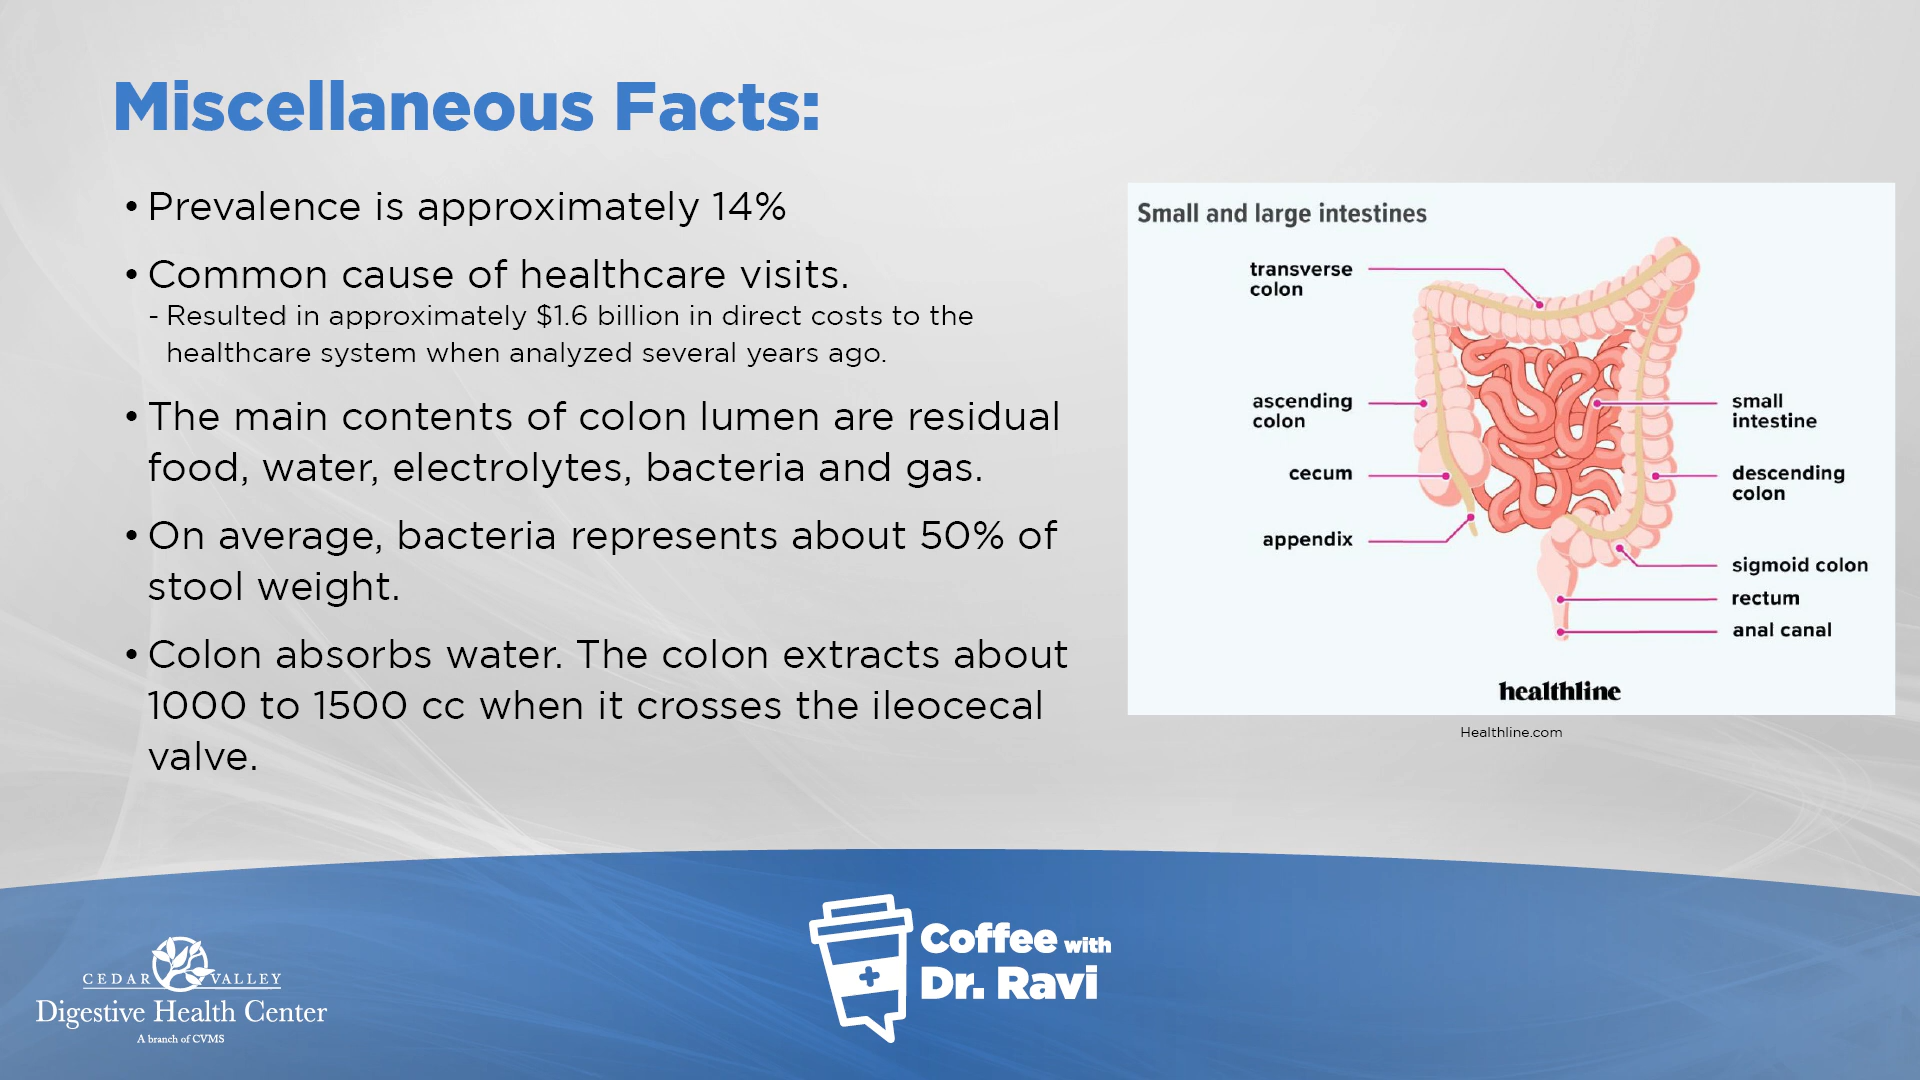 Miscellaneous Facts:
• Prevalence is approximately 14%
• Common cause of healthcare visits.
- Resulted in approximately $1.6 billion in direct costs to the
healthcare system when analyzed several years ago.
• The main contents of colon lumen are residual
food, water, electrolytes, bacteria and gas.
• On average, bacteria represents about 50% of
stool weight.
• Colon absorbs water. The colon extracts about
1000 to 1500 cc when it crosses the ileocecal
valve.
Small and large intestines
transverse
colon
ascending
colon
cecum
appendix
small
intestine
descending
colon
sigmoid colon
rectum
anal canal
healthline
Healthline.com
CEDAR VALLEY
Digestive Health Center
A branch of CVMS
Coffee with
Dr. Ravi